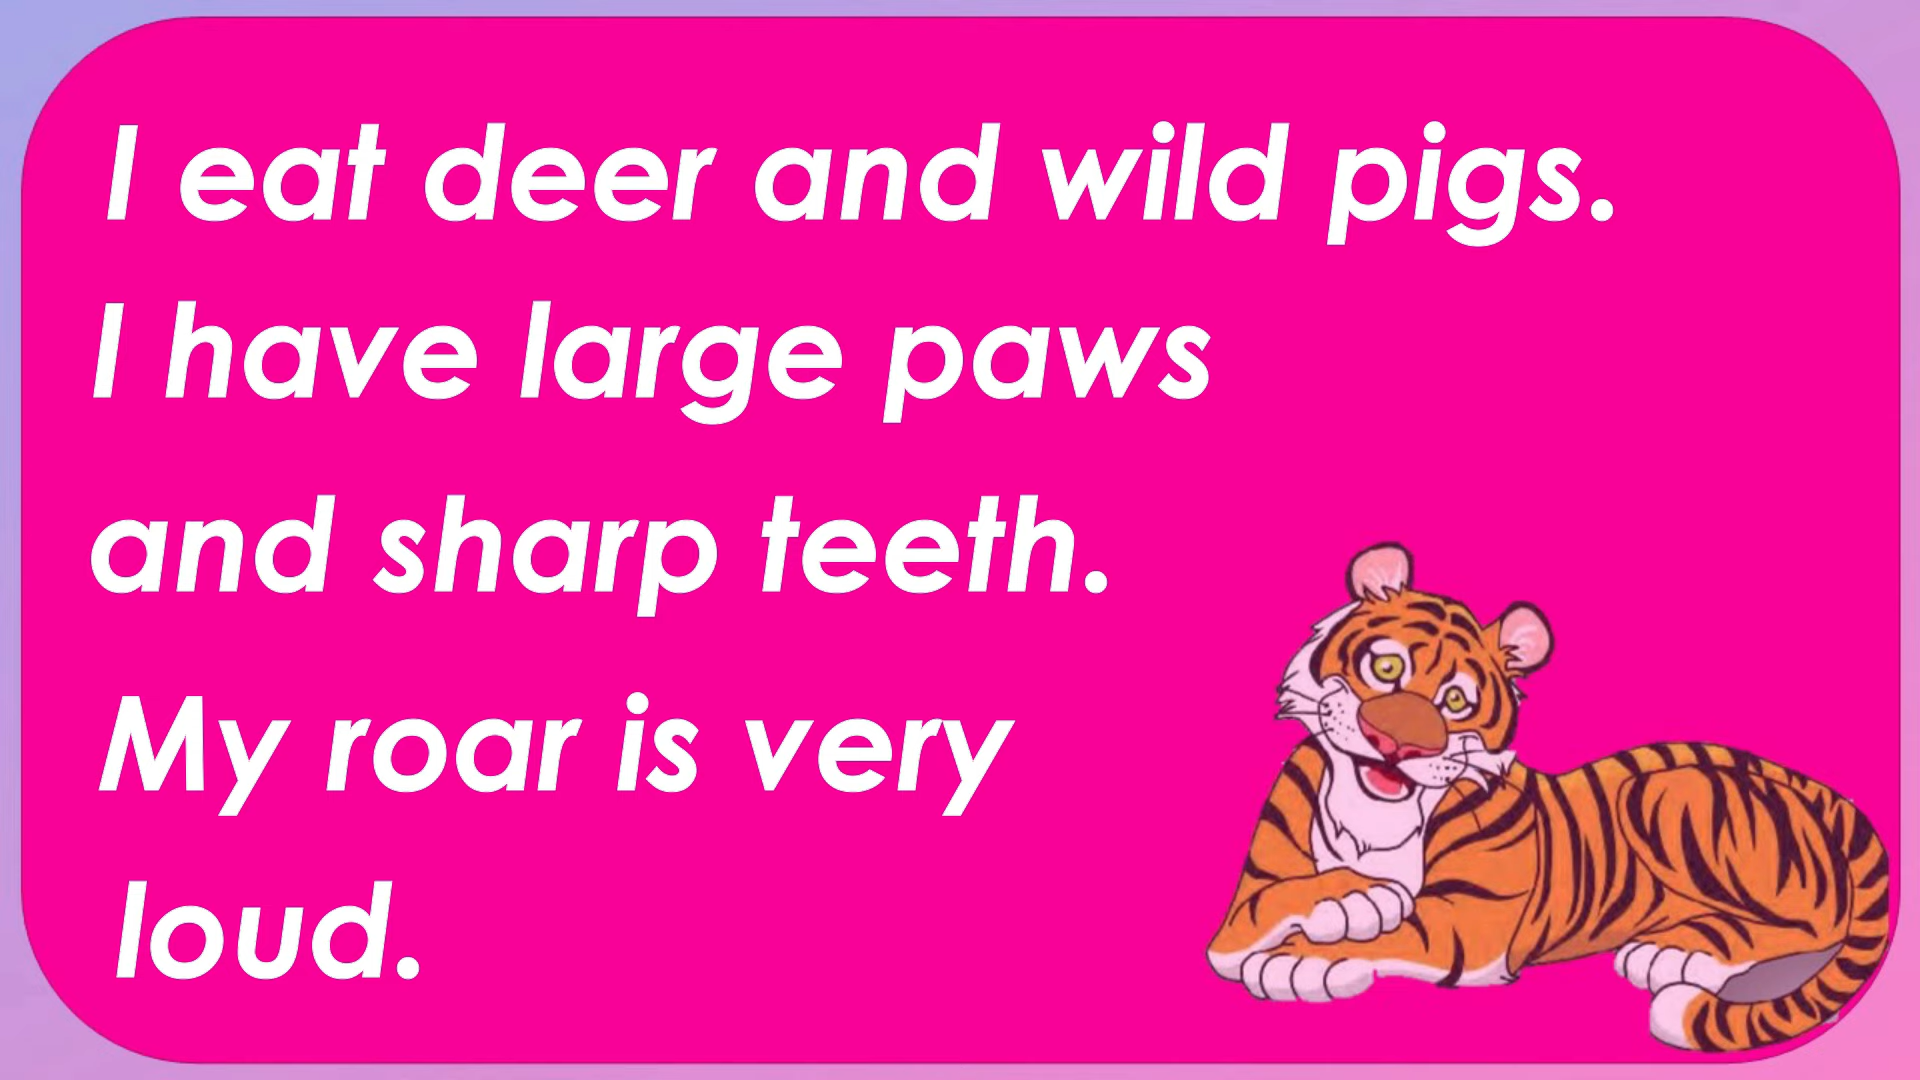 I eat deer and wild pigs.
I have large paws
and sharp teeth.
My roar is very
loud.